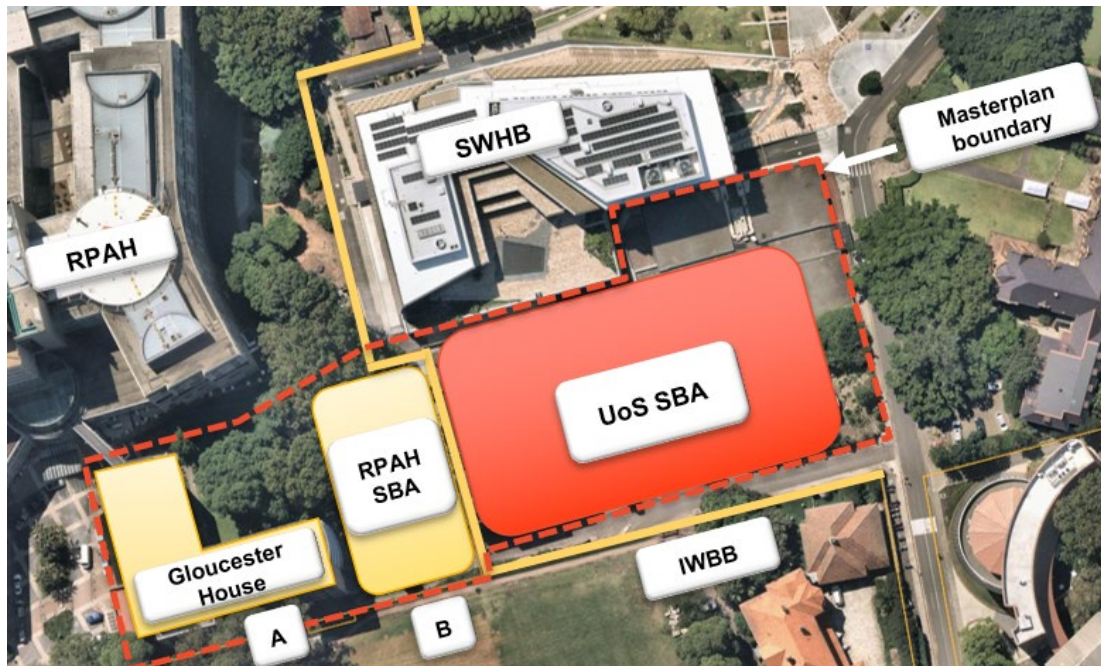 Masterplan
boundary
SWHB
RPAH
UoS SBA
RPAH
SBA
Gloucester
House
IWBB
A
B